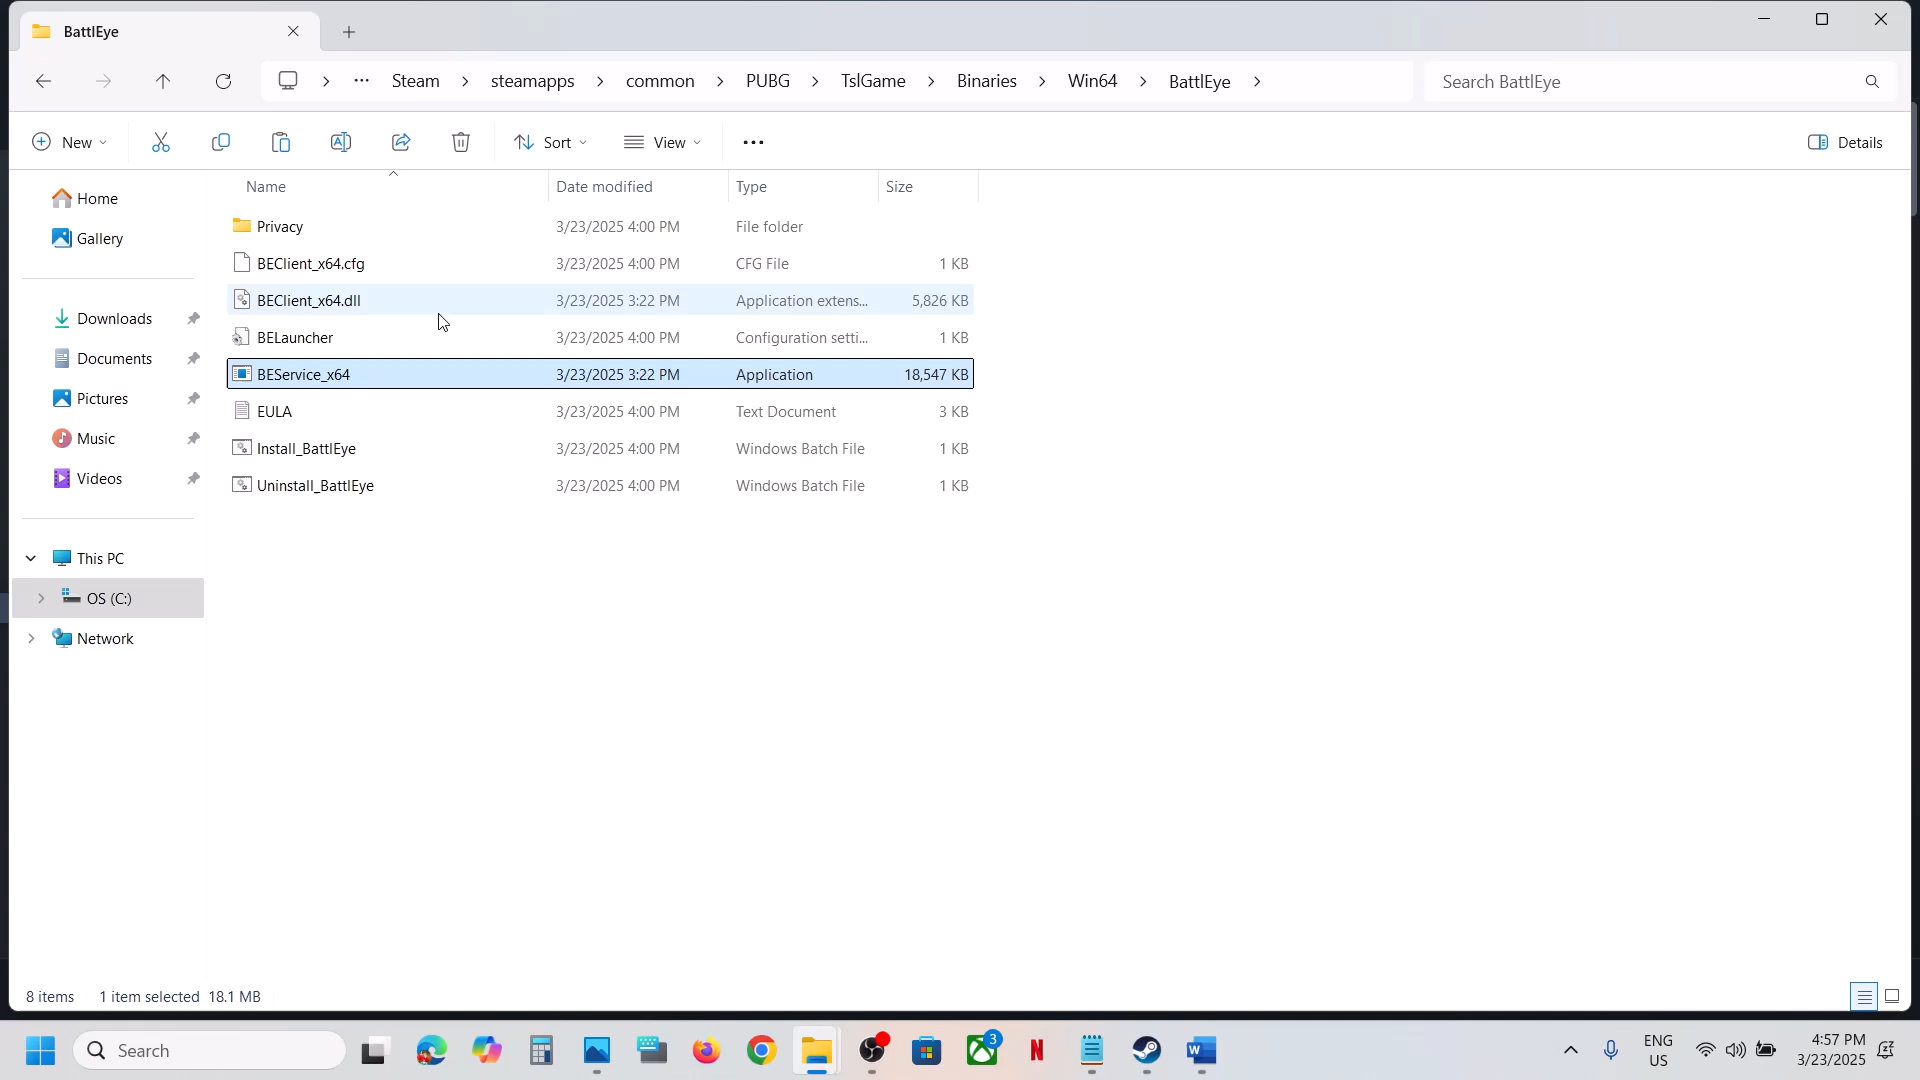 BattlEye
Steam > steamapps > common > PUBG > TslGame > Binaries > Win64 > BattlEye >
Search BattlEye
New
Sort
View
Details
Name Date modified Type Size
Home
Gallery
Downloads
Documents
Pictures
Music
Videos
This PC
OS (C:)
Network
Privacy 3/23/2025 4:00 PM File folder
BEClient_x64.cfg 3/23/2025 4:00 PM CFG File 1 KB
BEClient_x64.dll 3/23/2025 3:22 PM Application extens... 5,826 KB
BELauncher 3/23/2025 4:00 PM Configuration setti... 1 KB
BEService_x64 3/23/2025 3:22 PM Application 18,547 KB
EULA 3/23/2025 4:00 PM Text Document 3 KB
Install_BattlEye 3/23/2025 4:00 PM Windows Batch File 1 KB
Uninstall_BattlEye 3/23/2025 4:00 PM Windows Batch File 1 KB
8 items 1 item selected 18.1 MB
Search
3
ENG
US
4:57 PM
3/23/2025